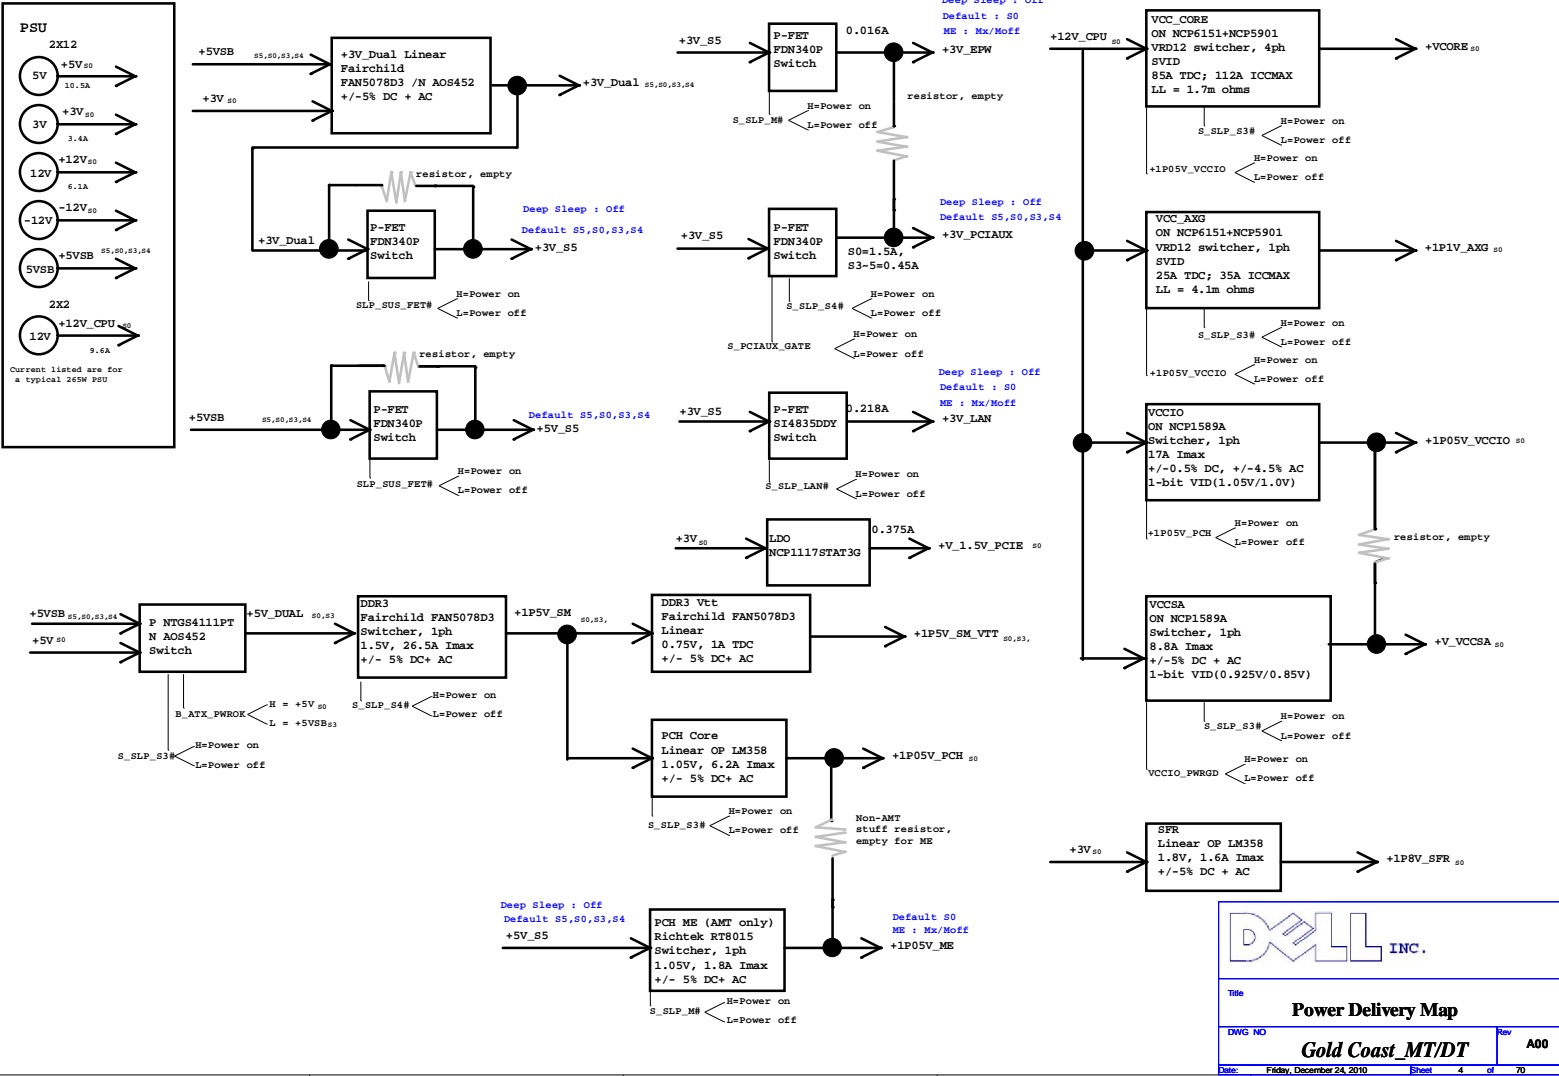 PSU
2X12
5V
+5V S0
10.5A
3V
+3V S0
3.4A
12V
+12V S0
6.1A
-12V
-12V S0
5VSB
+5VSB S5,S0,S3,S4
2X2
12V
+12V_CPU S0
9.6A
Current listed are for
a typical 265W PSU
+5VSB S5,S0,S3,S4
+3V S0
+3V_Dual Linear
Fairchild
FAN5078D3 /N AOS452
+/-5% DC + AC
+3V_Dual S5,S0,S3,S4
resistor, empty
+3V_Dual
P-FET
FDN340P
Switch
Deep Sleep : Off
Default S5,S0,S3,S4
+3V_S5
SLP_SUS_FET#
H=Power on
L=Power off
resistor, empty
+5VSB S5,S0,S3,S4
P-FET
FDN340P
Switch
Default S5,S0,S3,S4
+5V_S5
SLP_SUS_FET#
H=Power on
L=Power off
+3V_S5
P-FET
FDN340P
Switch
0.016A
Deep Sleep : Off
Default : S0
ME : Mx/Moff
+3V_EPW
S_SLP_M#
H=Power on
L=Power off
resistor, empty
+3V_S5
P-FET
FDN340P
Switch
S0=1.5A,
S3~5=0.45A
Deep Sleep : Off
Default S5,S0,S3,S4
+3V_PCIAUX
S_SLP_S4#
H=Power on
L=Power off
S_PCIAUX_GATE
H=Power on
L=Power off
+3V_S5
P-FET
SI4835DDY
Switch
0.218A
Deep Sleep : Off
Default : S0
ME : Mx/Moff
+3V_LAN
S_SLP_LAN#
H=Power on
L=Power off
+3V S0
LDO
NCP1117STAT3G
0.375A
+V_1.5V_PCIE S0
+5VSB S5,S0,S3,S4
+5V S0
P NTGS4111PT
N AOS452
Switch
+5V_DUAL S0,S3
B_ATX_PWROK
H = +5V S0
L = +5VSB S3
S_SLP_S3#
H=Power on
L=Power off
DDR3
Fairchild FAN5078D3
Switcher, 1ph
1.5V, 26.5A Imax
+/- 5% DC+ AC
S_SLP_S4#
H=Power on
L=Power off
+1P5V_SM
S0,S3,
DDR3 Vtt
Fairchild FAN5078D3
Linear
0.75V, 1A TDC
+/- 5% DC+ AC
+1P5V_SM_VTT S0,S3,
PCH Core
Linear OP LM358
1.05V, 6.2A Imax
+/- 5% DC+ AC
+1P05V_PCH S0
S_SLP_S3#
H=Power on
L=Power off
Non-AMT
stuff resistor,
empty for ME
Deep Sleep : Off
Default S5,S0,S3,S4
+5V_S5
PCH ME (AMT only)
Richtek RT8015
Switcher, 1ph
1.05V, 1.8A Imax
+/- 5% DC+ AC
Default S0
ME : Mx/Moff
+1P05V_ME
S_SLP_M#
H=Power on
L=Power off
+12V_CPU S0
VCC_CORE
ON NCP6151+NCP5901
VRD12 switcher, 4ph
SVID
85A TDC; 112A ICCMAX
LL = 1.7m ohms
+VCORE S0
S_SLP_S3#
H=Power on
L=Power off
+1P05V_VCCIO
H=Power on
L=Power off
VCC_AXG
ON NCP6151+NCP5901
VRD12 switcher, 1ph
SVID
25A TDC; 35A ICCMAX
LL = 4.1m ohms
+1P1V_AXG S0
S_SLP_S3#
H=Power on
L=Power off
+1P05V_VCCIO
H=Power on
L=Power off
VCCIO
ON NCP1589A
Switcher, 1ph
17A Imax
+/-0.5% DC, +/-4.5% AC
1-bit VID(1.05V/1.0V)
+1P05V_VCCIO S0
+1P05V_PCH
H=Power on
L=Power off
resistor, empty
VCCSA
ON NCP1589A
Switcher, 1ph
8.8A Imax
+/-5% DC + AC
1-bit VID(0.925V/0.85V)
+V_VCCSA S0
S_SLP_S3#
H=Power on
L=Power off
VCCIO_PWRGD
H=Power on
L=Power off
+3V S0
SFR
Linear OP LM358
1.8V, 1.6A Imax
+/-5% DC + AC
+1P8V_SFR S0
DELL INC.
Title
Power Delivery Map
DWG NO
Gold Coast_MT/DT
Rev
A00
Date: Friday, December 24, 2010 Sheet 4 of 70